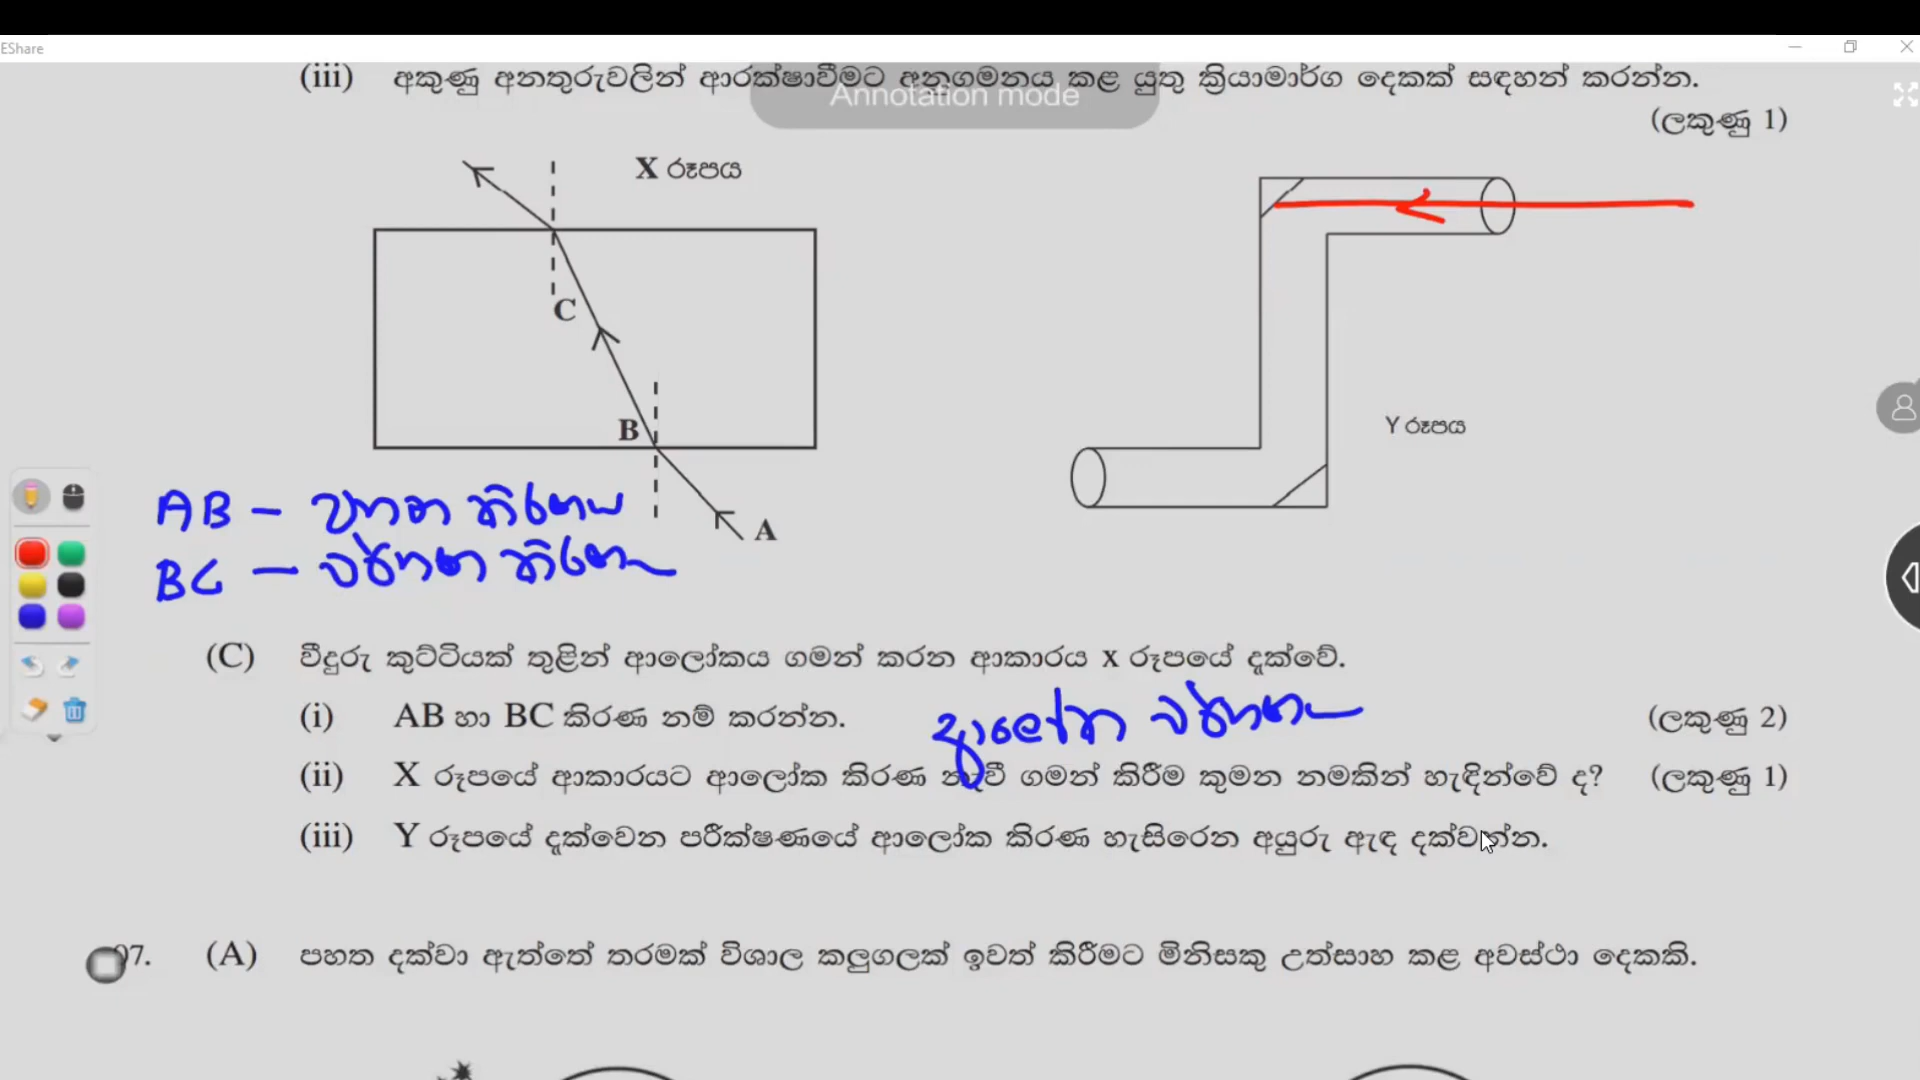 EShare
(iii) අකුණු අනතුරුවලින් ආරක්ෂාවීමට අනුගමනය කළ යුතු ක්‍රියාමාර්ග දෙකක් සඳහන් කරන්න.
Annotation mode
(ලකුණු 1)
X රූපය
C
B
A
Y රූපය
AB – පතන කිරණය
BC – වර්තන කිරණය
(C) වීදුරු කුට්ටියක් තුළින් ආලෝකය ගමන් කරන ආකාරය x රූපයේ දැක්වේ.
(i) AB හා BC කිරණ නම් කරන්න. (ලකුණු 2)
ආලෝක වර්තනය
(ii) X රූපයේ ආකාරයට ආලෝක කිරණ නැවී ගමන් කිරීම කුමන නමකින් හැඳින්වේ ද? (ලකුණු 1)
(iii) Y රූපයේ දැක්වෙන පරීක්ෂණයේ ආලෝක කිරණ හැසිරෙන අයුරු ඇඳ දක්වන්න.
07. (A) පහත දක්වා ඇත්තේ තරමක් විශාල කලුගලක් ඉවත් කිරීමට මිනිසකු උත්සාහ කළ අවස්ථා දෙකකි.